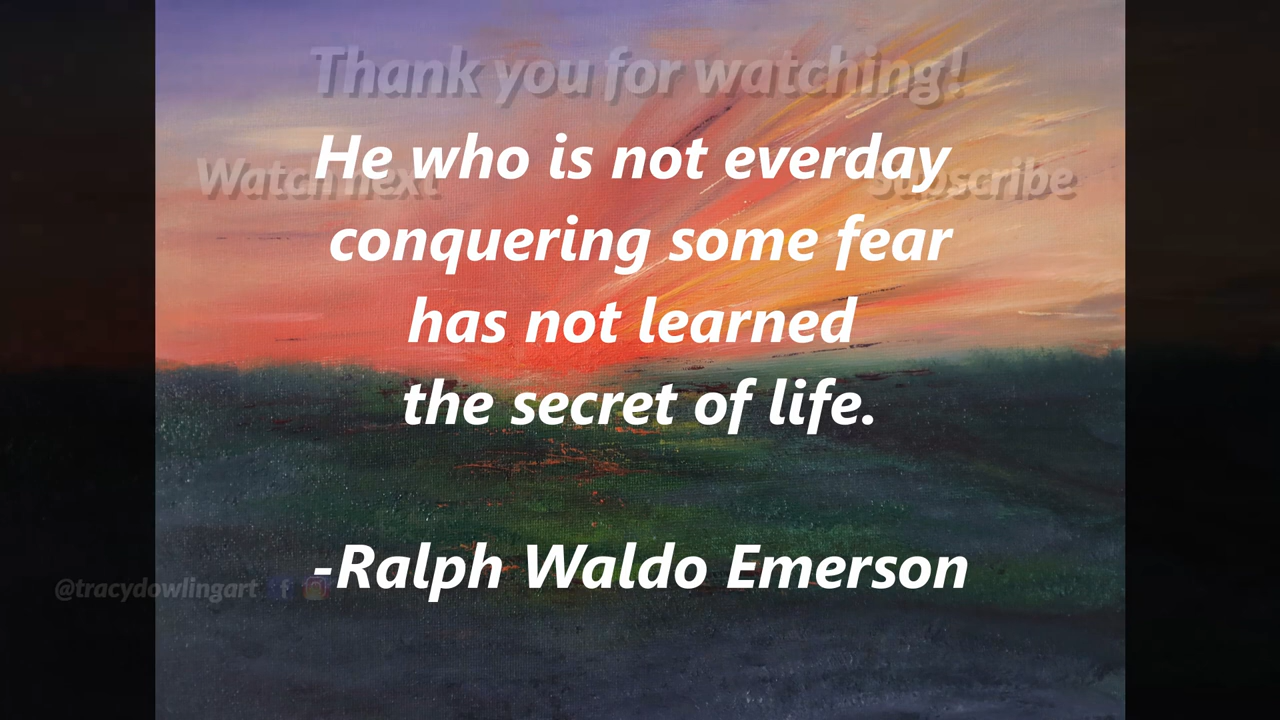 Thank you for watching!
He who is not everday
Watch next
Subscribe
conquering some fear
has not learned
the secret of life.
-Ralph Waldo Emerson
@tracydowlingart